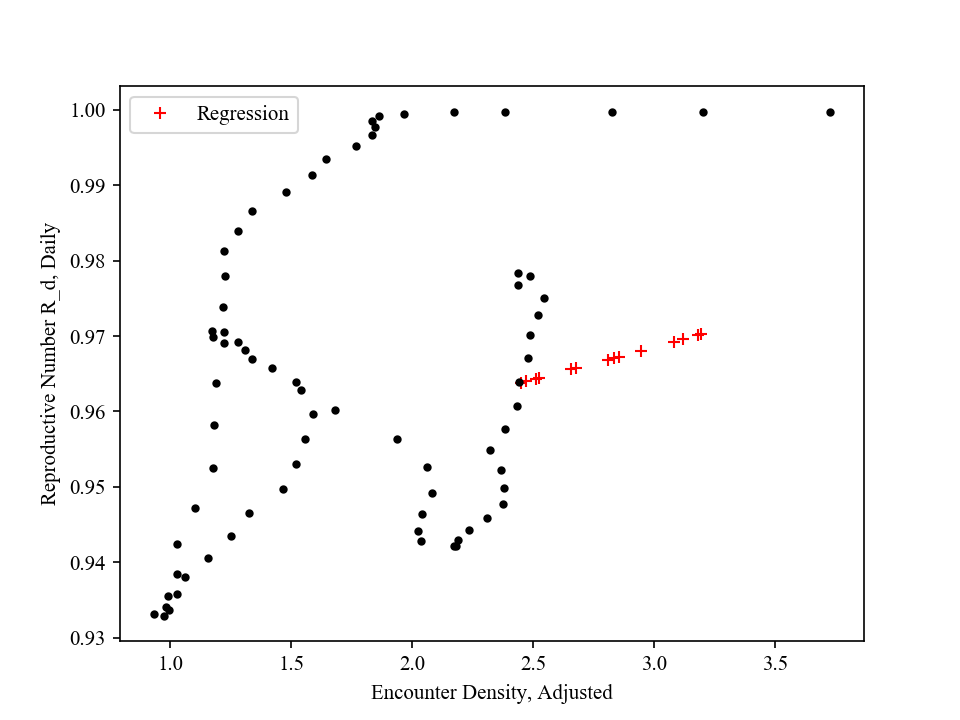 Regression
Reproductive Number R_d, Daily
1.00
0.99
0.98
0.97
0.96
0.95
0.94
0.93
1.0 1.5 2.0 2.5 3.0 3.5
Encounter Density, Adjusted